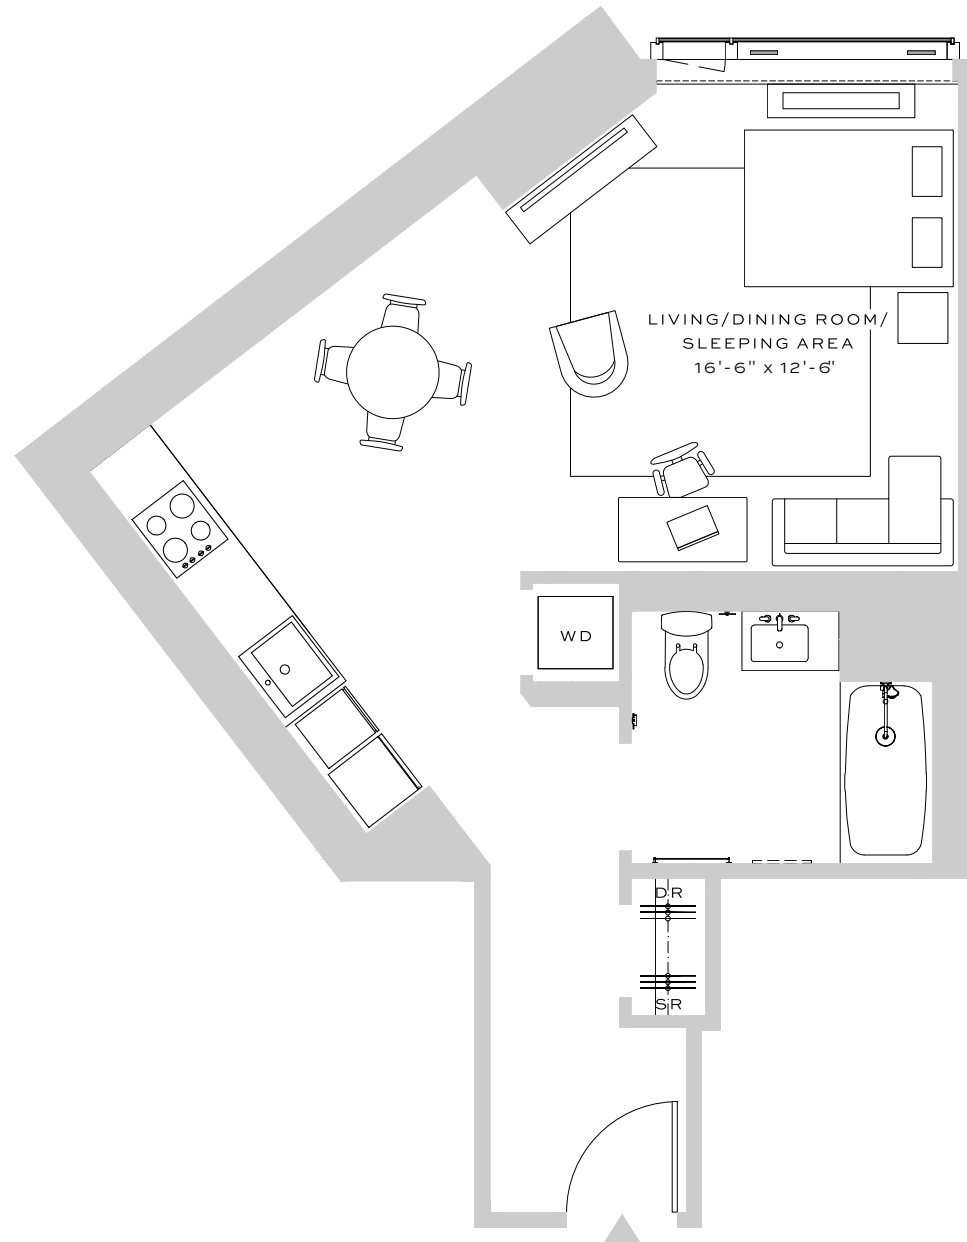 LIVING/DINING ROOM/
SLEEPING AREA
16'-6" x 12'-6"
WD
DR
SR